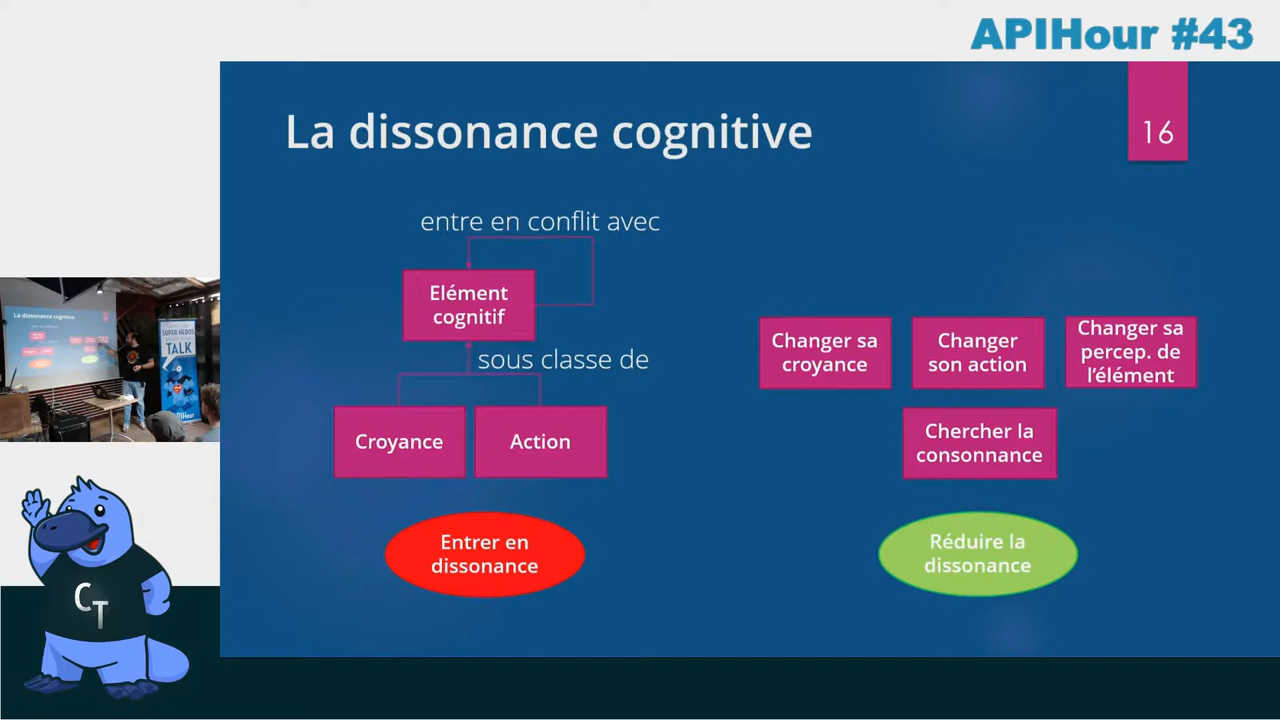 APIHour #43
La dissonance cognitive
16
entre en conflit avec
Elément
cognitif
sous classe de
Croyance
Action
Entrer en
dissonance
Changer sa
croyance
Changer
son action
Changer sa
percep. de
l'élément
Chercher la
consonnance
Réduire la
dissonance
La dissonance cognitive
SUPER HEROS
TALK
APIHour
CT